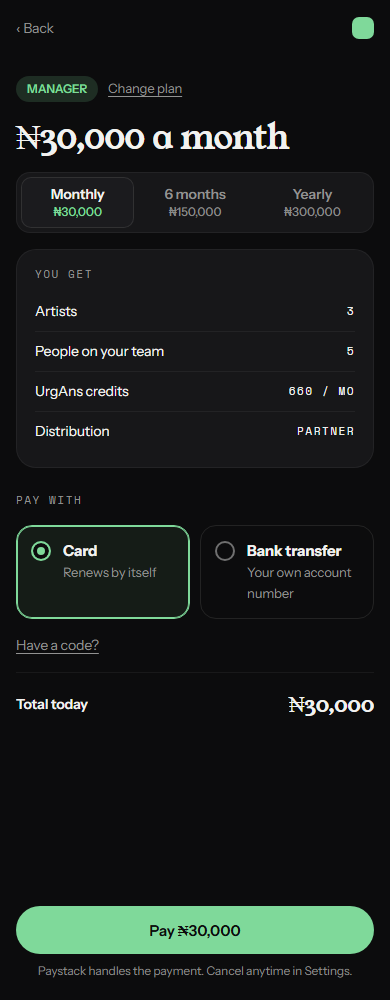 ‹ Back
MANAGER Change plan
₦30,000 a month
Monthly 6 months Yearly
₦30,000 ₦150,000 ₦300,000
YOU GET
Artists 3
People on your team 5
UrgAns credits 660 / MO
Distribution PARTNER
PAY WITH
Card Bank transfer
Renews by itself Your own account
number
Have a code?
Total today ₦30,000
Pay ₦30,000
Paystack handles the payment. Cancel anytime in Settings.